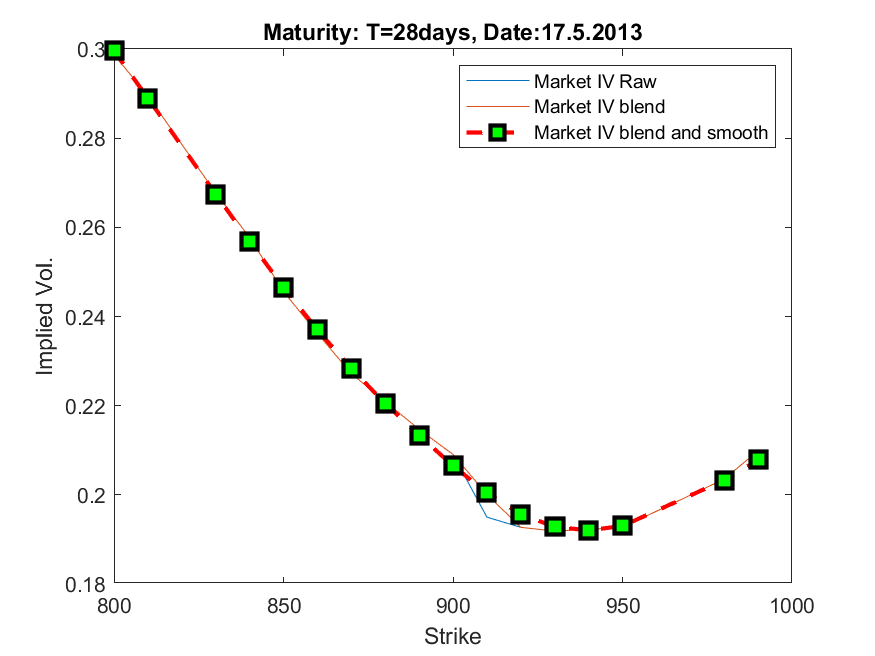 Maturity: T=28days, Date:17.5.2013
0.3
0.28
0.26
0.24
0.22
0.2
0.18
Implied Vol.
Market IV Raw
Market IV blend
Market IV blend and smooth
800
850
900
950
1000
Strike